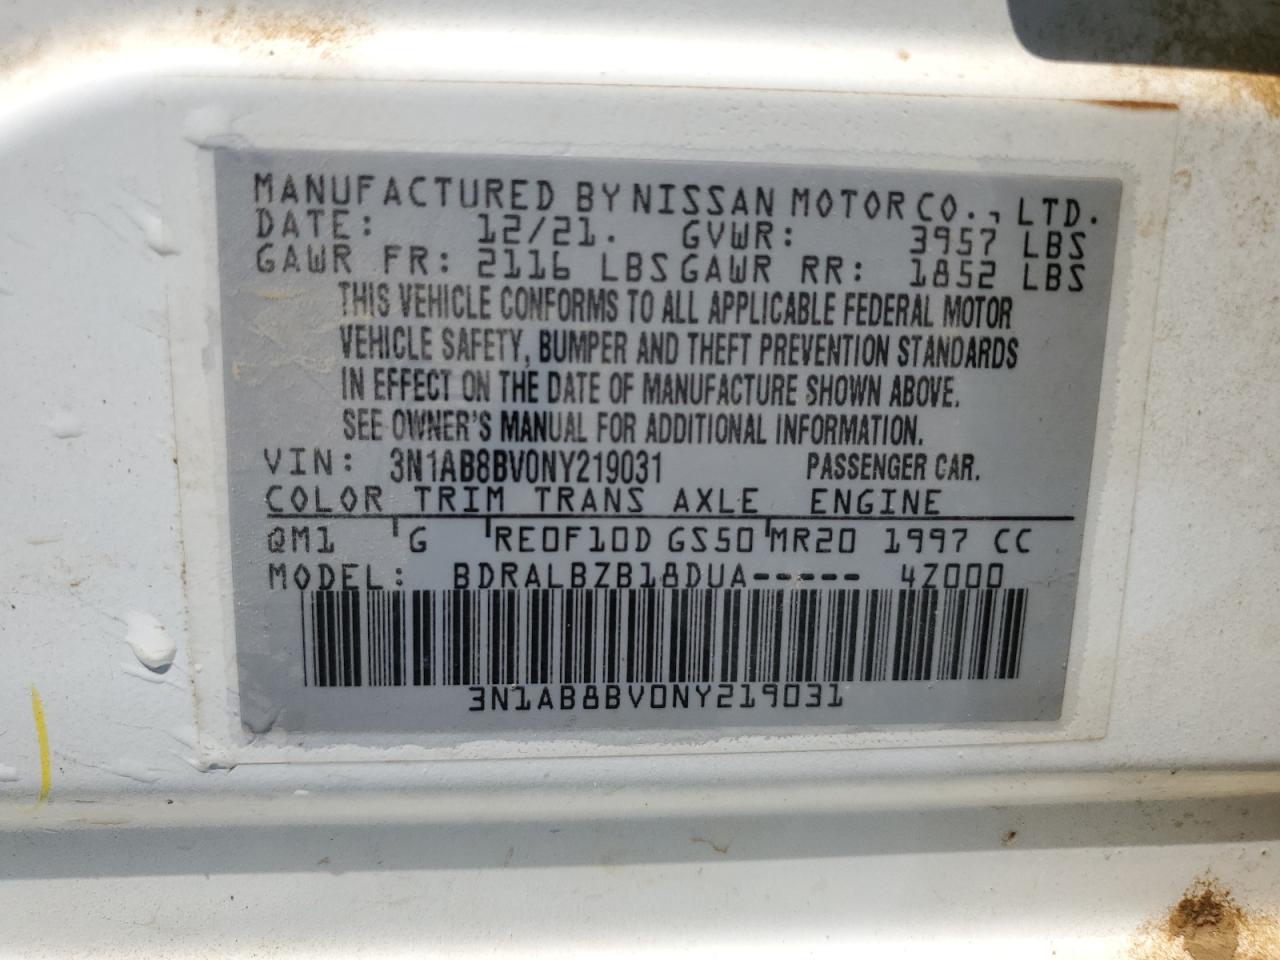 MANUFACTURED BY NISSAN MOTOR CO., LTD.
DATE: 12/21. GVWR: 3957 LBS
GAWR FR: 2116 LBS GAWR RR: 1852 LBS
THIS VEHICLE CONFORMS TO ALL APPLICABLE FEDERAL MOTOR
VEHICLE SAFETY, BUMPER AND THEFT PREVENTION STANDARDS
IN EFFECT ON THE DATE OF MANUFACTURE SHOWN ABOVE.
SEE OWNER'S MANUAL FOR ADDITIONAL INFORMATION.
VIN: 3N1AB8BV0NY219031 PASSENGER CAR.
COLOR TRIM TRANS AXLE ENGINE
QM1 G RE0F10D GS50 MR20 1997 CC
MODEL: BDRALBZB18DUA----- 4Z000
3N1AB8BV0NY219031